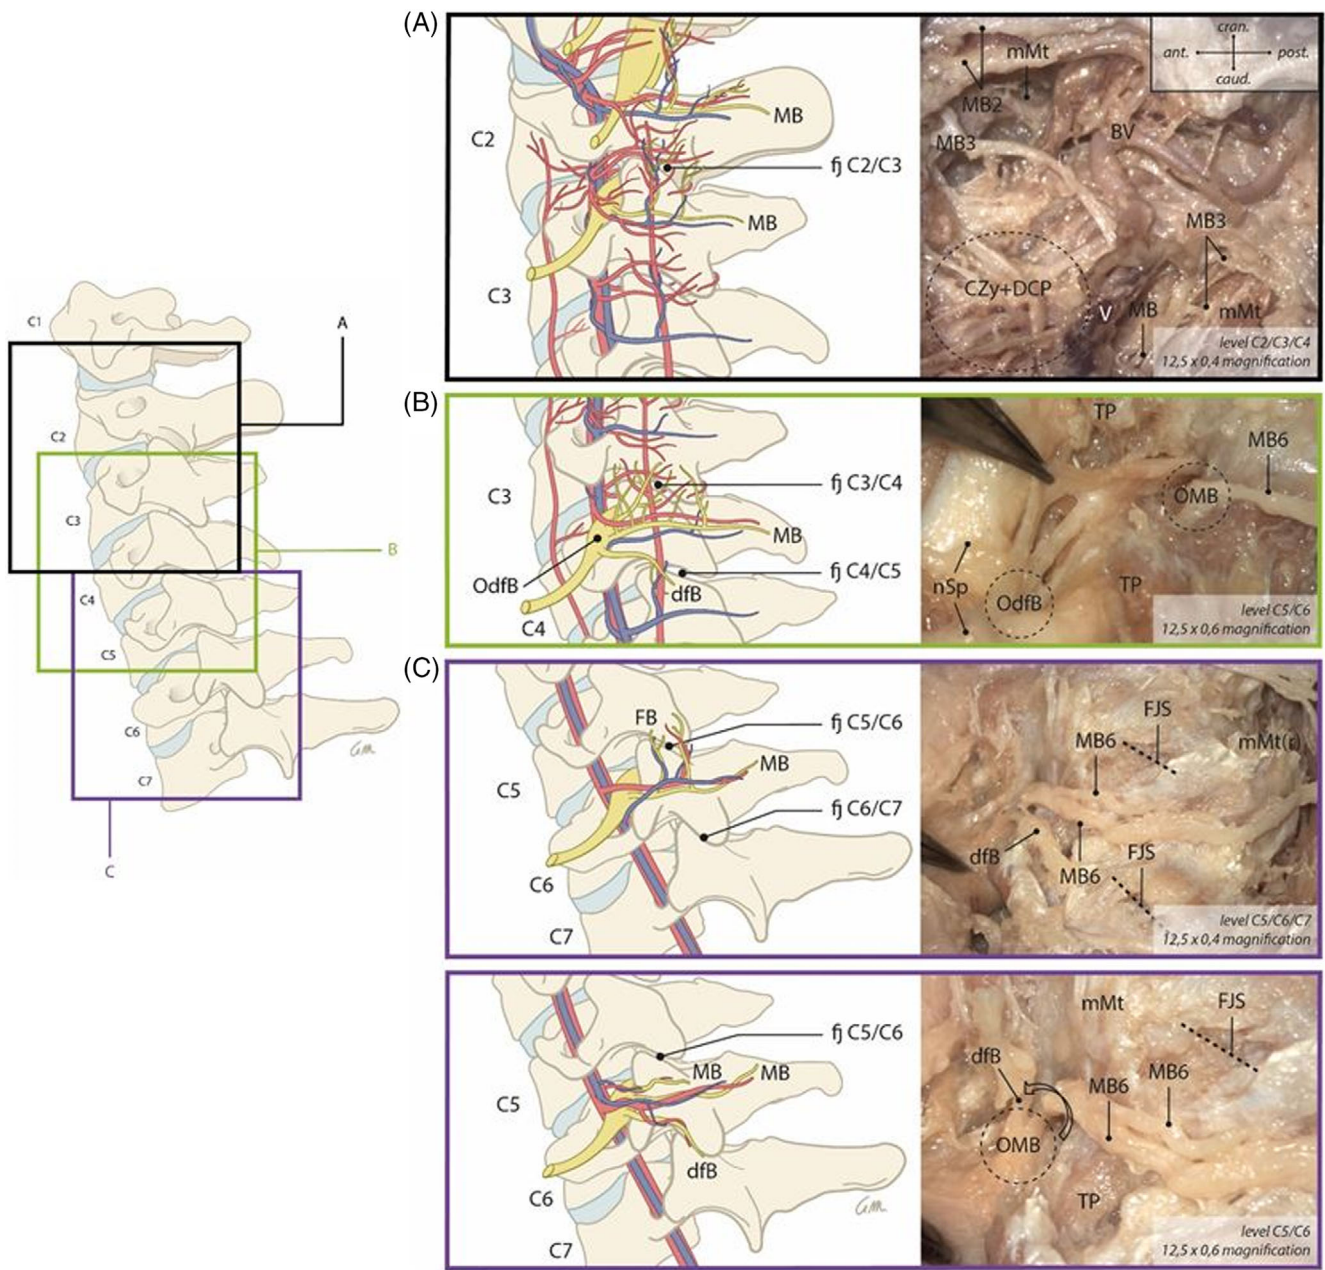 C1
C2
C3
C4
C5
C6
C7
A
B
C
(A)
C2
C3
MB
fj C2/C3
MB
cran.
ant.
post.
caud.
MB2
mMt
MB3
BV
MB3
CZy+DCP
V
MB
mMt
level C2/C3/C4
12,5 x 0,4 magnification
(B)
C3
C4
fj C3/C4
MB
OdfB
fj C4/C5
dfB
TP
MB6
OMB
nSp
OdfB
TP
level C5/C6
12,5 x 0,6 magnification
(C)
C5
C6
C7
FB
fj C5/C6
MB
fj C6/C7
FJS
MB6
mMt(r)
dfB
MB6
FJS
level C5/C6/C7
12,5 x 0,4 magnification
C5
C6
C7
fj C5/C6
MB
MB
dfB
mMt
FJS
dfB
MB6
MB6
OMB
TP
level C5/C6
12,5 x 0,6 magnification